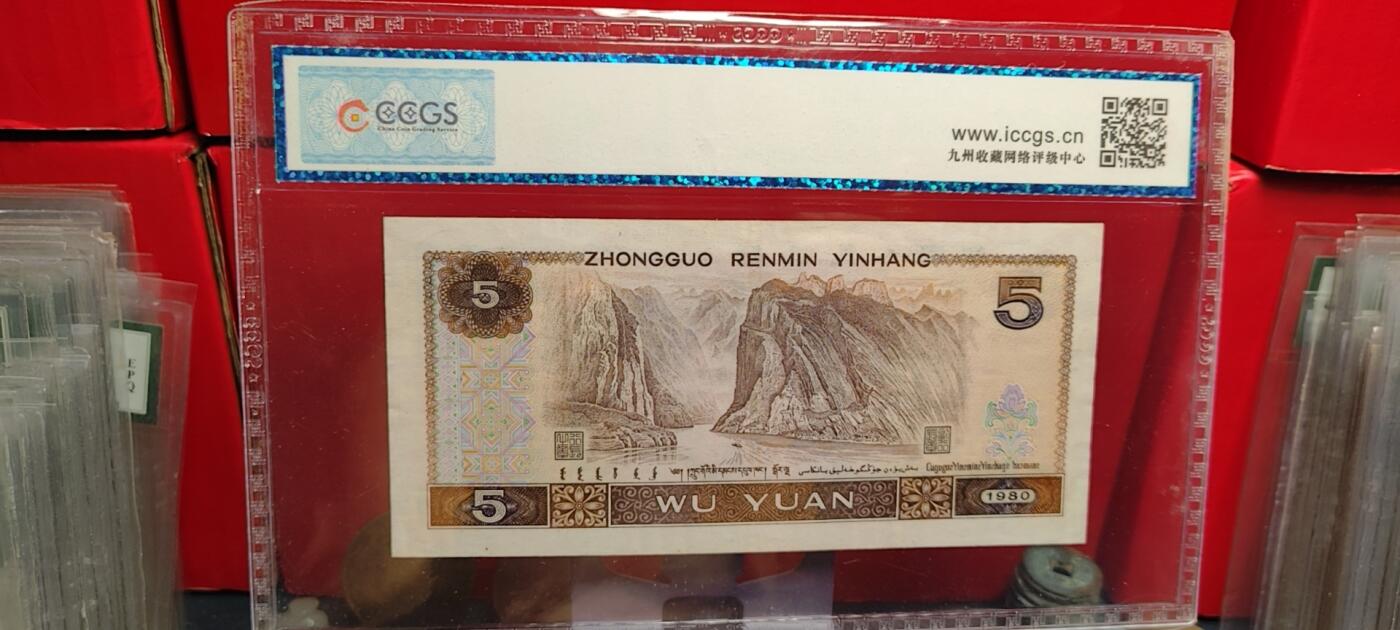 CCGS
China Coin Grading Service
www.iccgs.cn
九州收藏网络评级中心
ZHONGGUO RENMIN YINHANG
5
5
5
WU YUAN
1980
E
P
Q